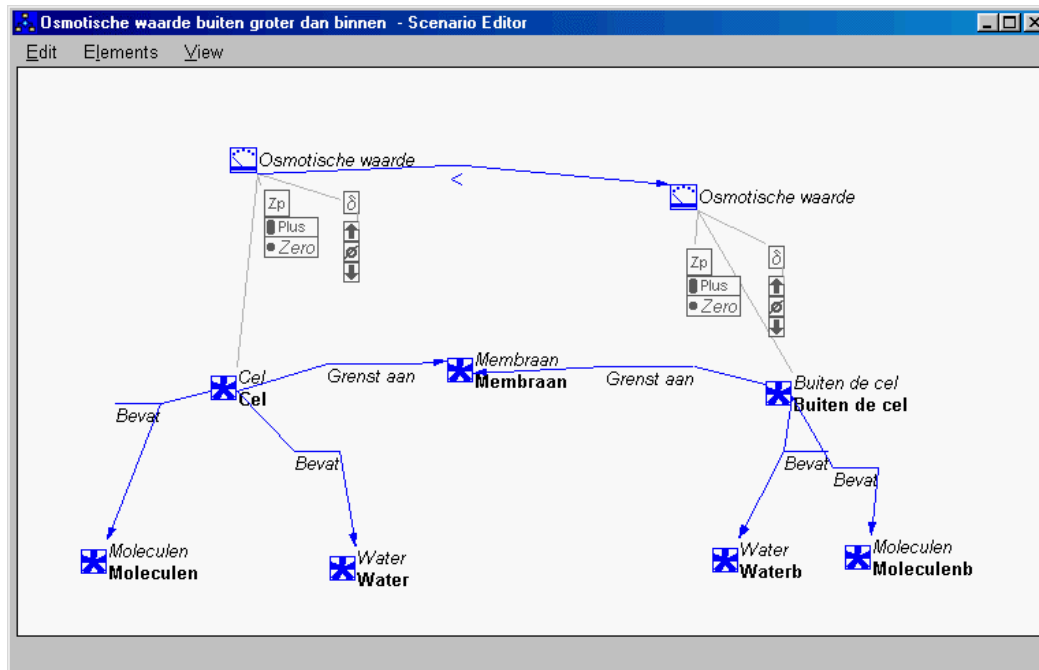 Osmotische waarde buiten groter dan binnen - Scenario Editor
Edit Elements View
Osmotische waarde
<
Osmotische waarde
Zp
δ
Plus
Zero
Zp
δ
Plus
Zero
Cel
Cel
Grenst aan
Membraan
Membraan
Grenst aan
Buiten de cel
Buiten de cel
Bevat
Bevat
Bevat
Bevat
Moleculen
Moleculen
Water
Water
Water
Waterb
Moleculen
Moleculenb